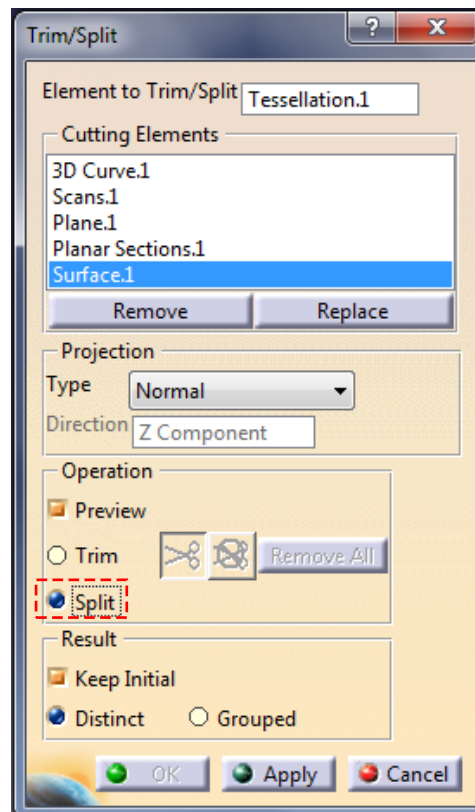 Trim/Split
?
X
Element to Trim/Split Tessellation.1
Cutting Elements
3D Curve.1
Scans.1
Plane.1
Planar Sections.1
Surface.1
Remove Replace
Projection
Type Normal
Direction Z Component
Operation
Preview
Trim Remove All
Split
Result
Keep Initial
Distinct Grouped
OK Apply Cancel